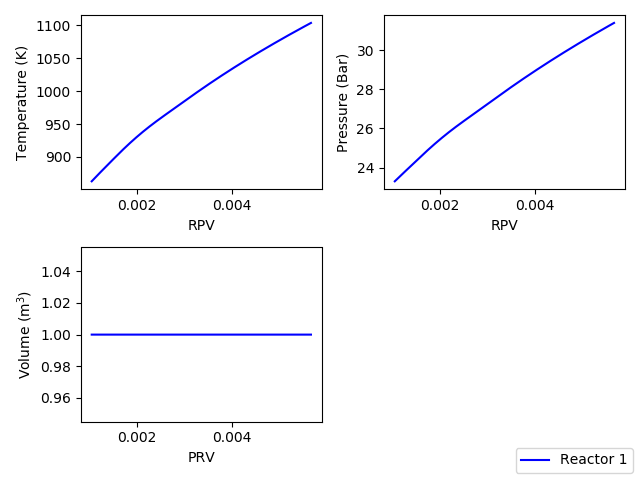 Temperature (K)
1100
1050
1000
950
900
0.002 0.004
RPV
Pressure (Bar)
30
28
26
24
0.002 0.004
RPV
Volume (m³)
1.04
1.02
1.00
0.98
0.96
0.002 0.004
PRV
Reactor 1